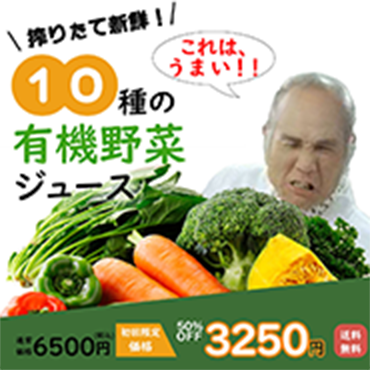 搾りたて新鮮！
これは、
うまい！！
10種の
有機野菜
ジュース
通常価格6500円(税込)
初回限定価格
50%OFF
3250円
送料無料